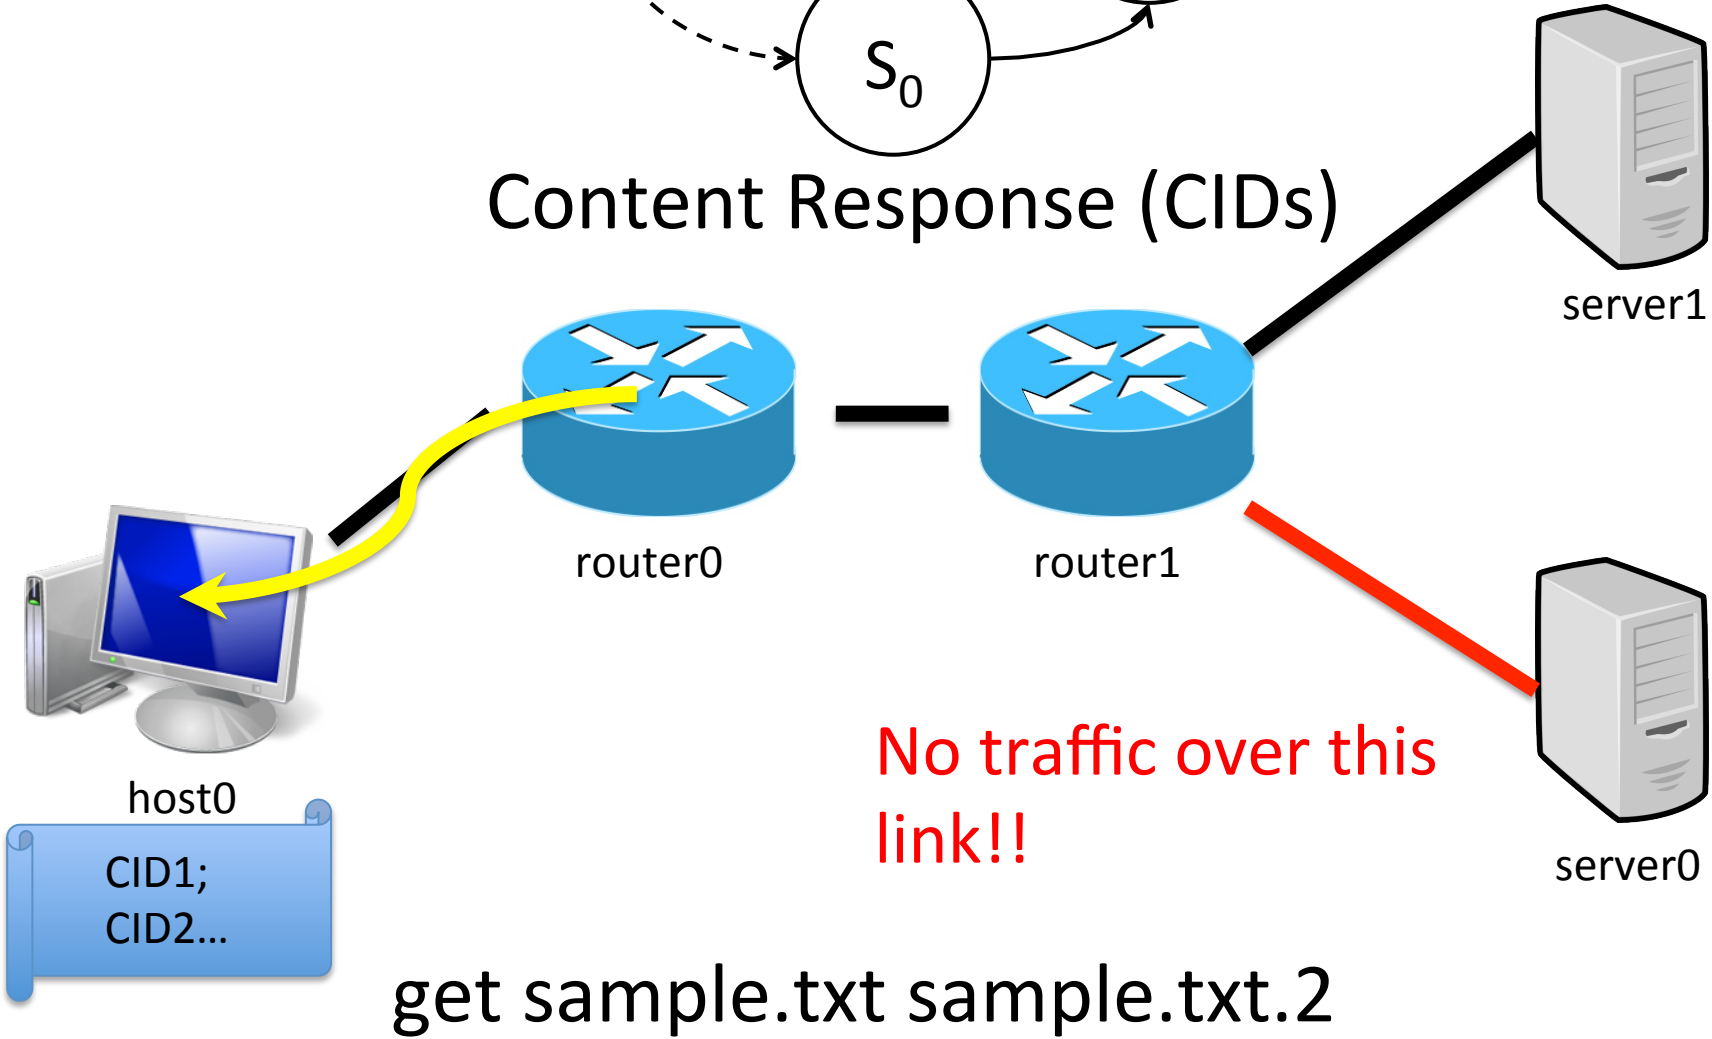 S₀
Content Response (CIDs)
server1
router0
router1
No traffic over this
link!!
host0
server0
CID1;
CID2...
get sample.txt sample.txt.2